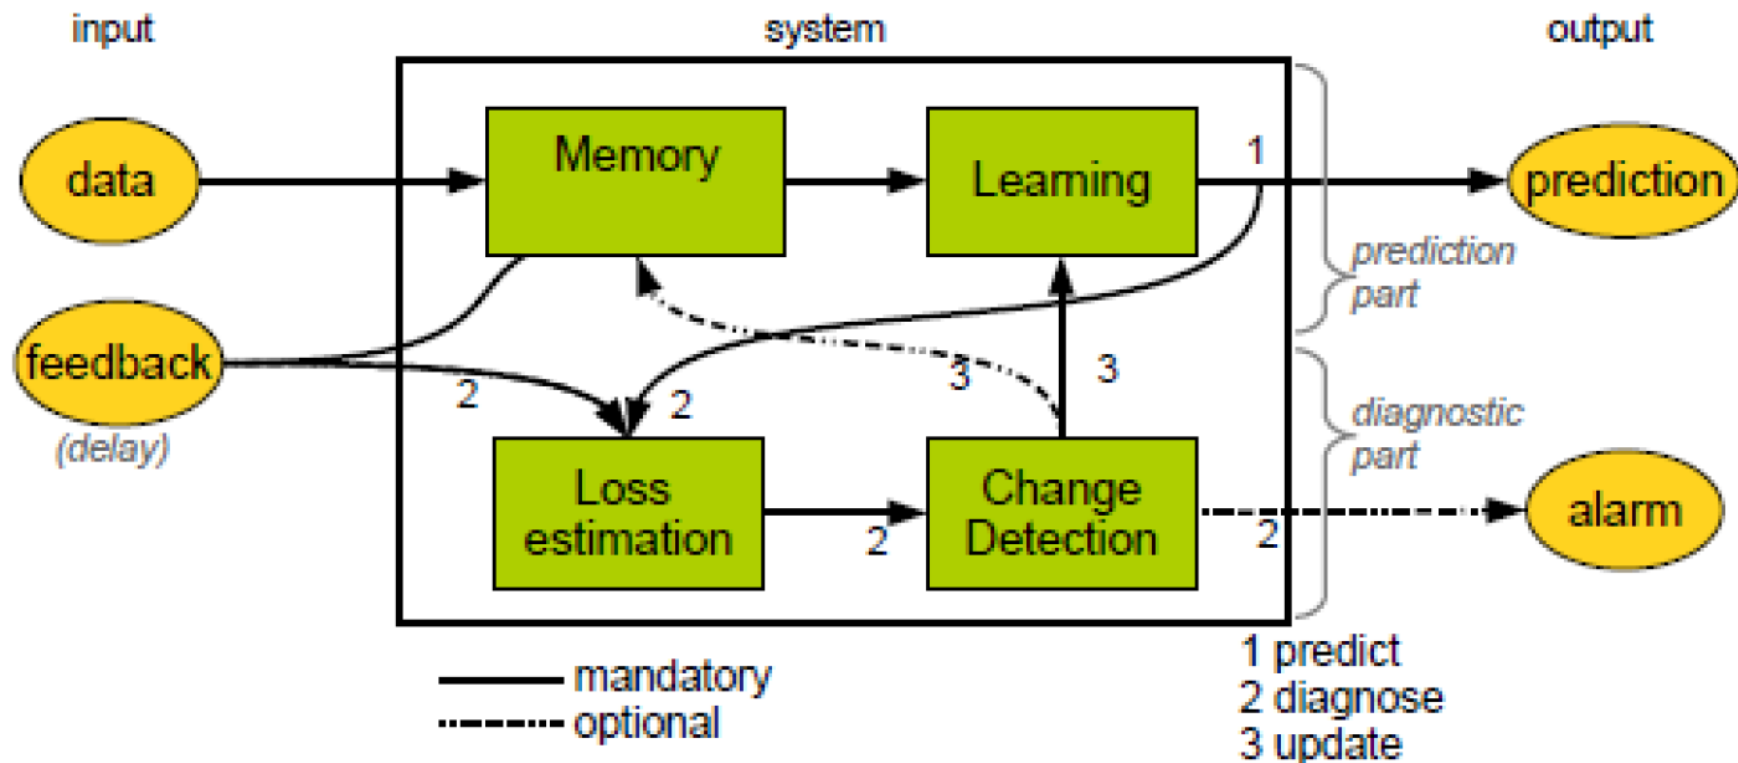 input
system
output
data
Memory
Learning
1
prediction
prediction
part
feedback
(delay)
2
2
3
3
diagnostic
part
Loss
estimation
2
Change
Detection
2
alarm
mandatory
optional
1 predict
2 diagnose
3 update